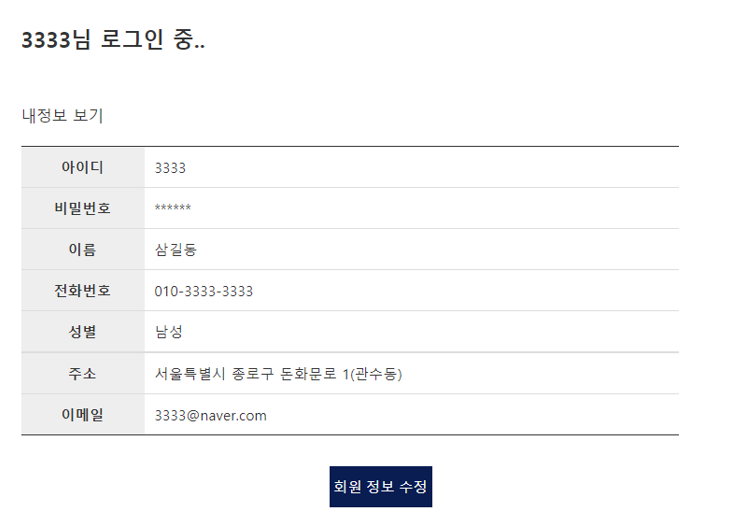 3333님 로그인 중..
내정보 보기
아이디 3333
비밀번호 ******
이름 삼길동
전화번호 010-3333-3333
성별 남성
주소 서울특별시 종로구 돈화문로 1(관수동)
이메일 3333@naver.com
회원 정보 수정